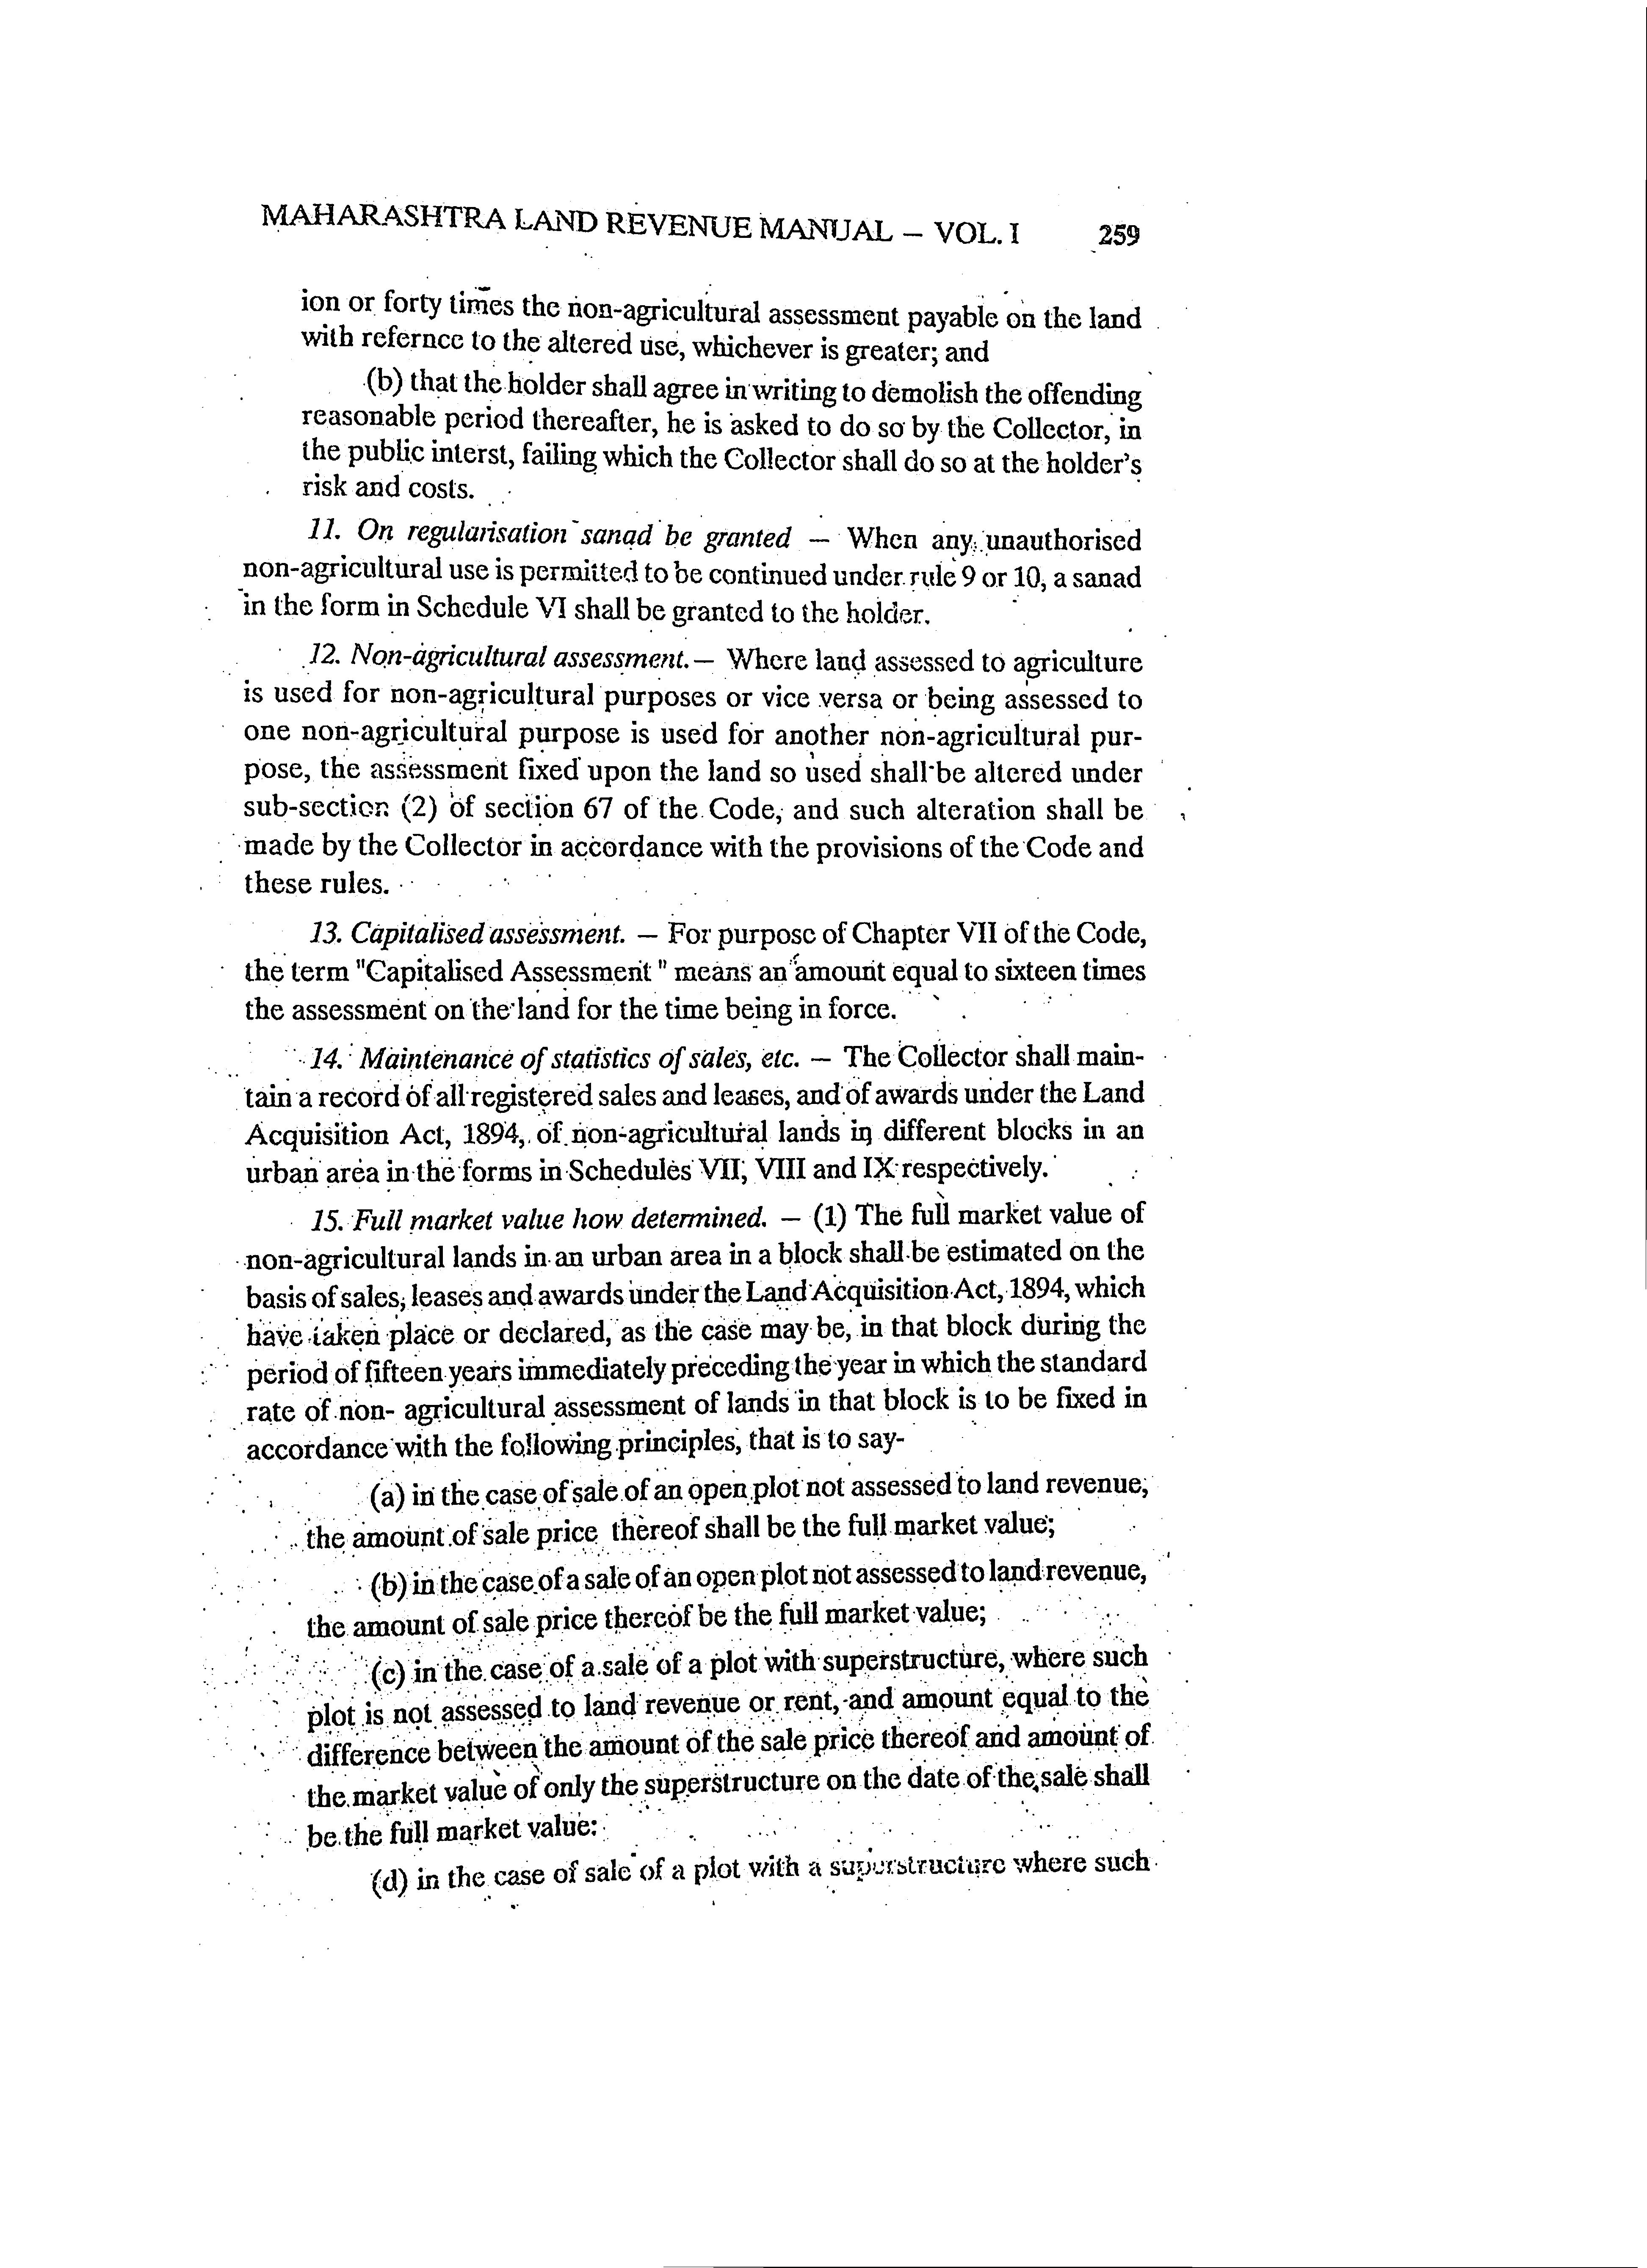 MAHARASHTRA LAND REVENUE MANUAL – VOL. I 259
ion or forty times the non-agricultural assessment payable on the land
with refernce to the altered use, whichever is greater; and
(b) that the holder shall agree in writing to demolish the offending
reasonable period thereafter, he is asked to do so by the Collector, in
the public interst, failing which the Collector shall do so at the holder's
risk and costs.
11. On regularisation sanad be granted – When any unauthorised
non-agricultural use is permitted to be continued under rule 9 or 10, a sanad
in the form in Schedule VI shall be granted to the holder.
12. Non-agricultural assessment. – Where land assessed to agriculture
is used for non-agricultural purposes or vice versa or being assessed to
one non-agricultural purpose is used for another non-agricultural pur-
pose, the assessment fixed upon the land so used shall be altered under
sub-section (2) of section 67 of the Code, and such alteration shall be
made by the Collector in accordance with the provisions of the Code and
these rules.
13. Capitalised assessment. – For purpose of Chapter VII of the Code,
the term "Capitalised Assessment " means an amount equal to sixteen times
the assessment on the land for the time being in force.
14. Maintenance of statistics of sales, etc. – The Collector shall main-
tain a record of all registered sales and leases, and of awards under the Land
Acquisition Act, 1894, of non-agricultural lands in different blocks in an
urban area in the forms in Schedules VII, VIII and IX respectively.
15. Full market value how determined. – (1) The full market value of
non-agricultural lands in an urban area in a block shall be estimated on the
basis of sales, leases and awards under the Land Acquisition Act, 1894, which
have taken place or declared, as the case may be, in that block during the
period of fifteen years immediately preceding the year in which the standard
rate of non- agricultural assessment of lands in that block is to be fixed in
accordance with the following principles, that is to say-
(a) in the case of sale of an open plot not assessed to land revenue,
the amount of sale price thereof shall be the full market value;
(b) in the case of a sale of an open plot not assessed to land revenue,
the amount of sale price thereof be the full market value;
(c) in the case of a sale of a plot with superstructure, where such
plot is not assessed to land revenue or rent, and amount equal to the
difference between the amount of the sale price thereof and amount of
the market value of only the superstructure on the date of the sale shall
be the full market value:
(d) in the case of sale of a plot with a superstructure where such